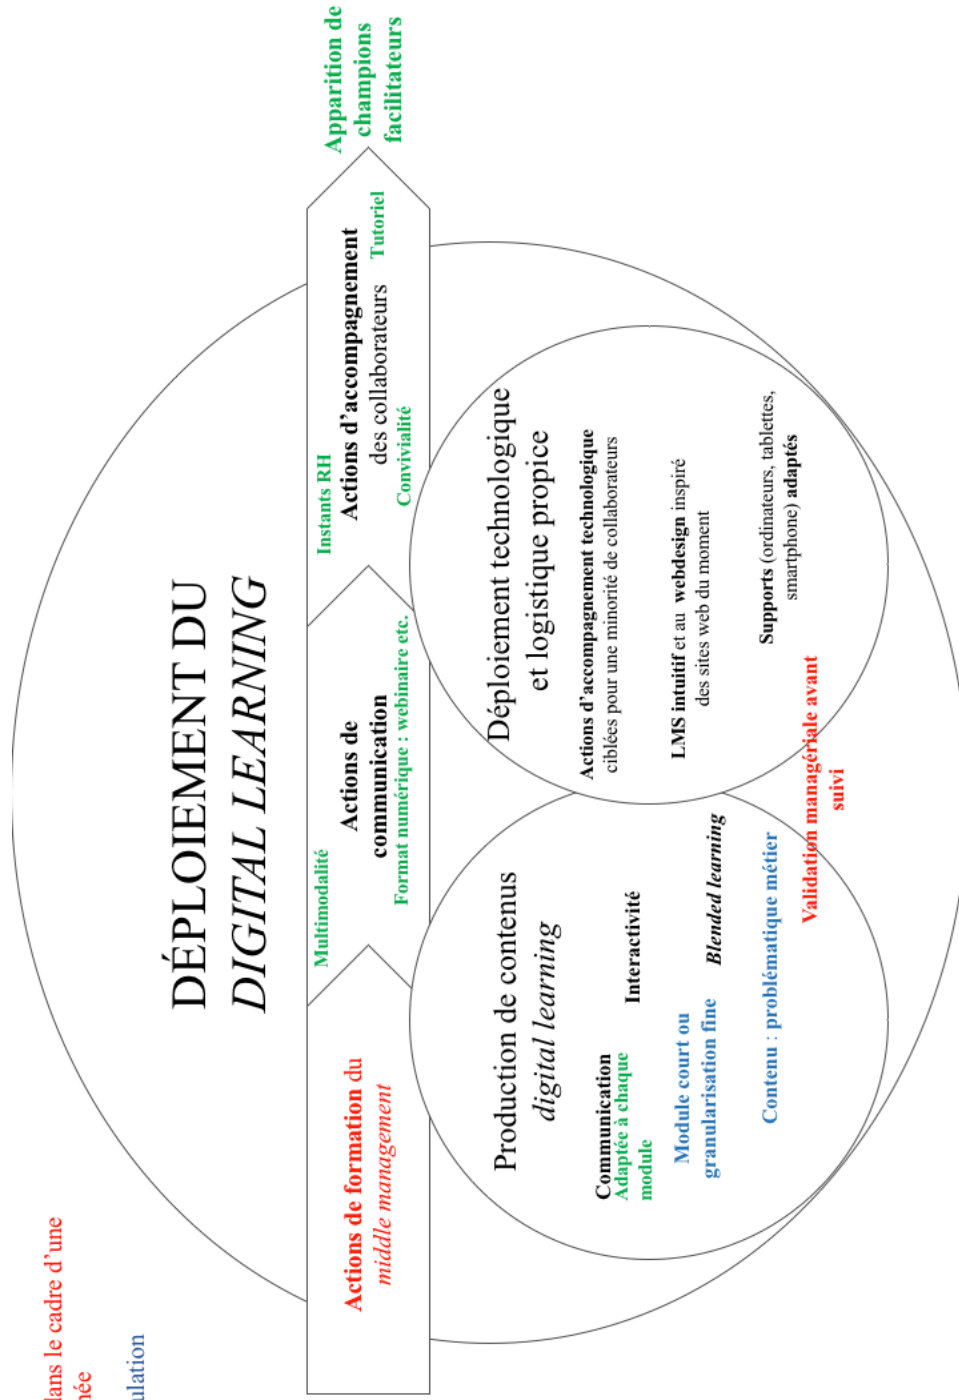 DÉPLOIEMENT DU
DIGITAL LEARNING
Actions de formation du
middle management
Multimodalité
Actions de
communication
Format numérique : webinaire etc.
Instants RH
Actions d’accompagnement
des collaborateurs
Convivialité
Tutoriel
Apparition de
champions
facilitateurs
Production de contenus
digital learning
Communication
Adaptée à chaque
module
Interactivité
Module court ou
granularisation fine
Blended learning
Contenu : problématique métier
Déploiement technologique
et logistique propice
Actions d’accompagnement technologique
ciblées pour une minorité de collaborateurs
LMS intuitif et au webdesign inspiré
des sites web du moment
Supports (ordinateurs, tablettes,
smartphone) adaptés
Validation managériale avant
suivi
le cadre d’une